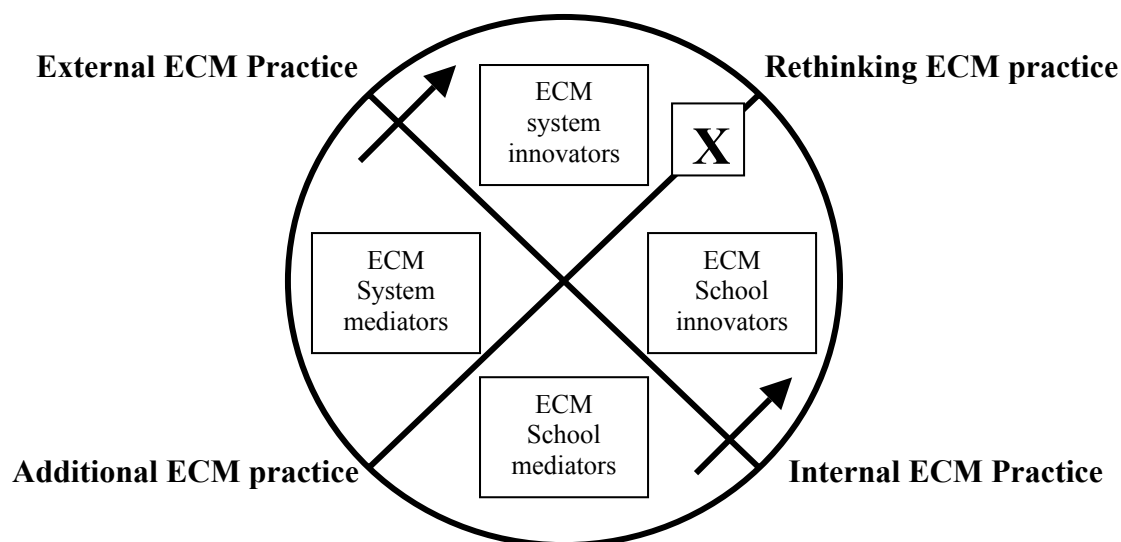 External ECM Practice
Rethinking ECM practice
ECM
system
innovators
X
ECM
System
mediators
ECM
School
innovators
ECM
School
mediators
Additional ECM practice
Internal ECM Practice